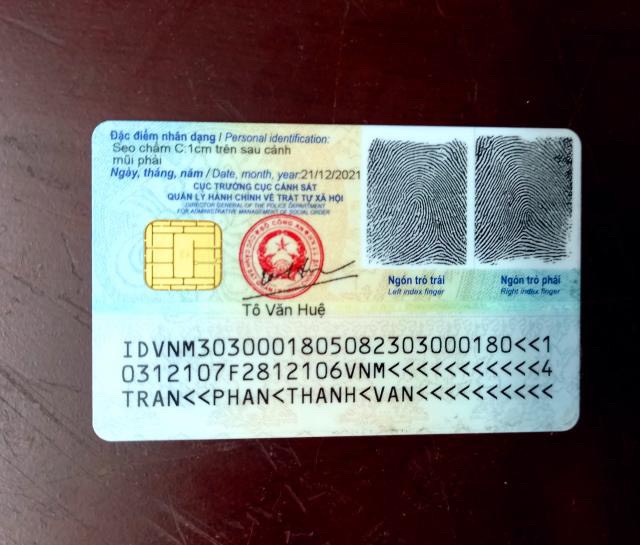 Đặc điểm nhân dạng / Personal identification:
Sẹo chấm C:1cm trên sau cánh
mũi phải
Ngày, tháng, năm / Date, month, year:21/12/2021
CỤC TRƯỞNG CỤC CẢNH SÁT
QUẢN LÝ HÀNH CHÍNH VỀ TRẬT TỰ XÃ HỘI
DIRECTOR GENERAL OF THE POLICE DEPARTMENT
FOR ADMINISTRATIVE MANAGEMENT OF SOCIAL ORDER
Tô Văn Huệ
Ngón trỏ trái
Left index finger
Ngón trỏ phải
Right index finger
IDVNM3030001805082303000180<<1
0312107F2812106VNM<<<<<<<<<<<4
TRAN<<PHAN<THANH<VAN<<<<<<<<<<